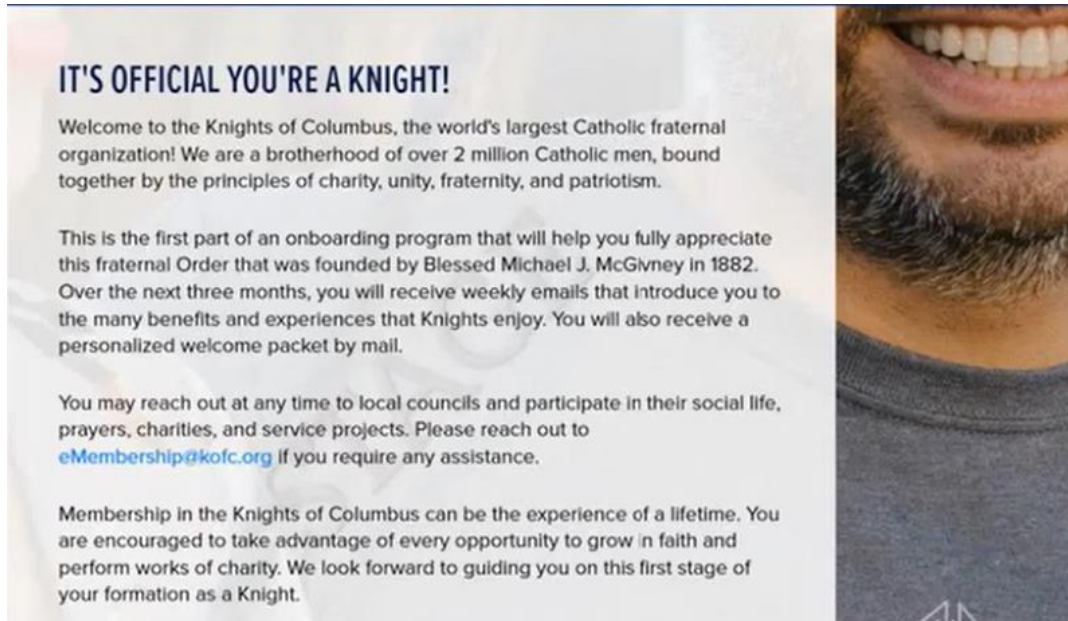 IT'S OFFICIAL YOU'RE A KNIGHT!
Welcome to the Knights of Columbus, the world's largest Catholic fraternal
organization! We are a brotherhood of over 2 million Catholic men, bound
together by the principles of charity, unity, fraternity, and patriotism.
This is the first part of an onboarding program that will help you fully appreciate
this fraternal Order that was founded by Blessed Michael J. McGivney in 1882.
Over the next three months, you will receive weekly emails that introduce you to
the many benefits and experiences that Knights enjoy. You will also receive a
personalized welcome packet by mail.
You may reach out at any time to local councils and participate in their social life,
prayers, charities, and service projects. Please reach out to
eMembership@kofc.org if you require any assistance.
Membership in the Knights of Columbus can be the experience of a lifetime. You
are encouraged to take advantage of every opportunity to grow in faith and
perform works of charity. We look forward to guiding you on this first stage of
your formation as a Knight.